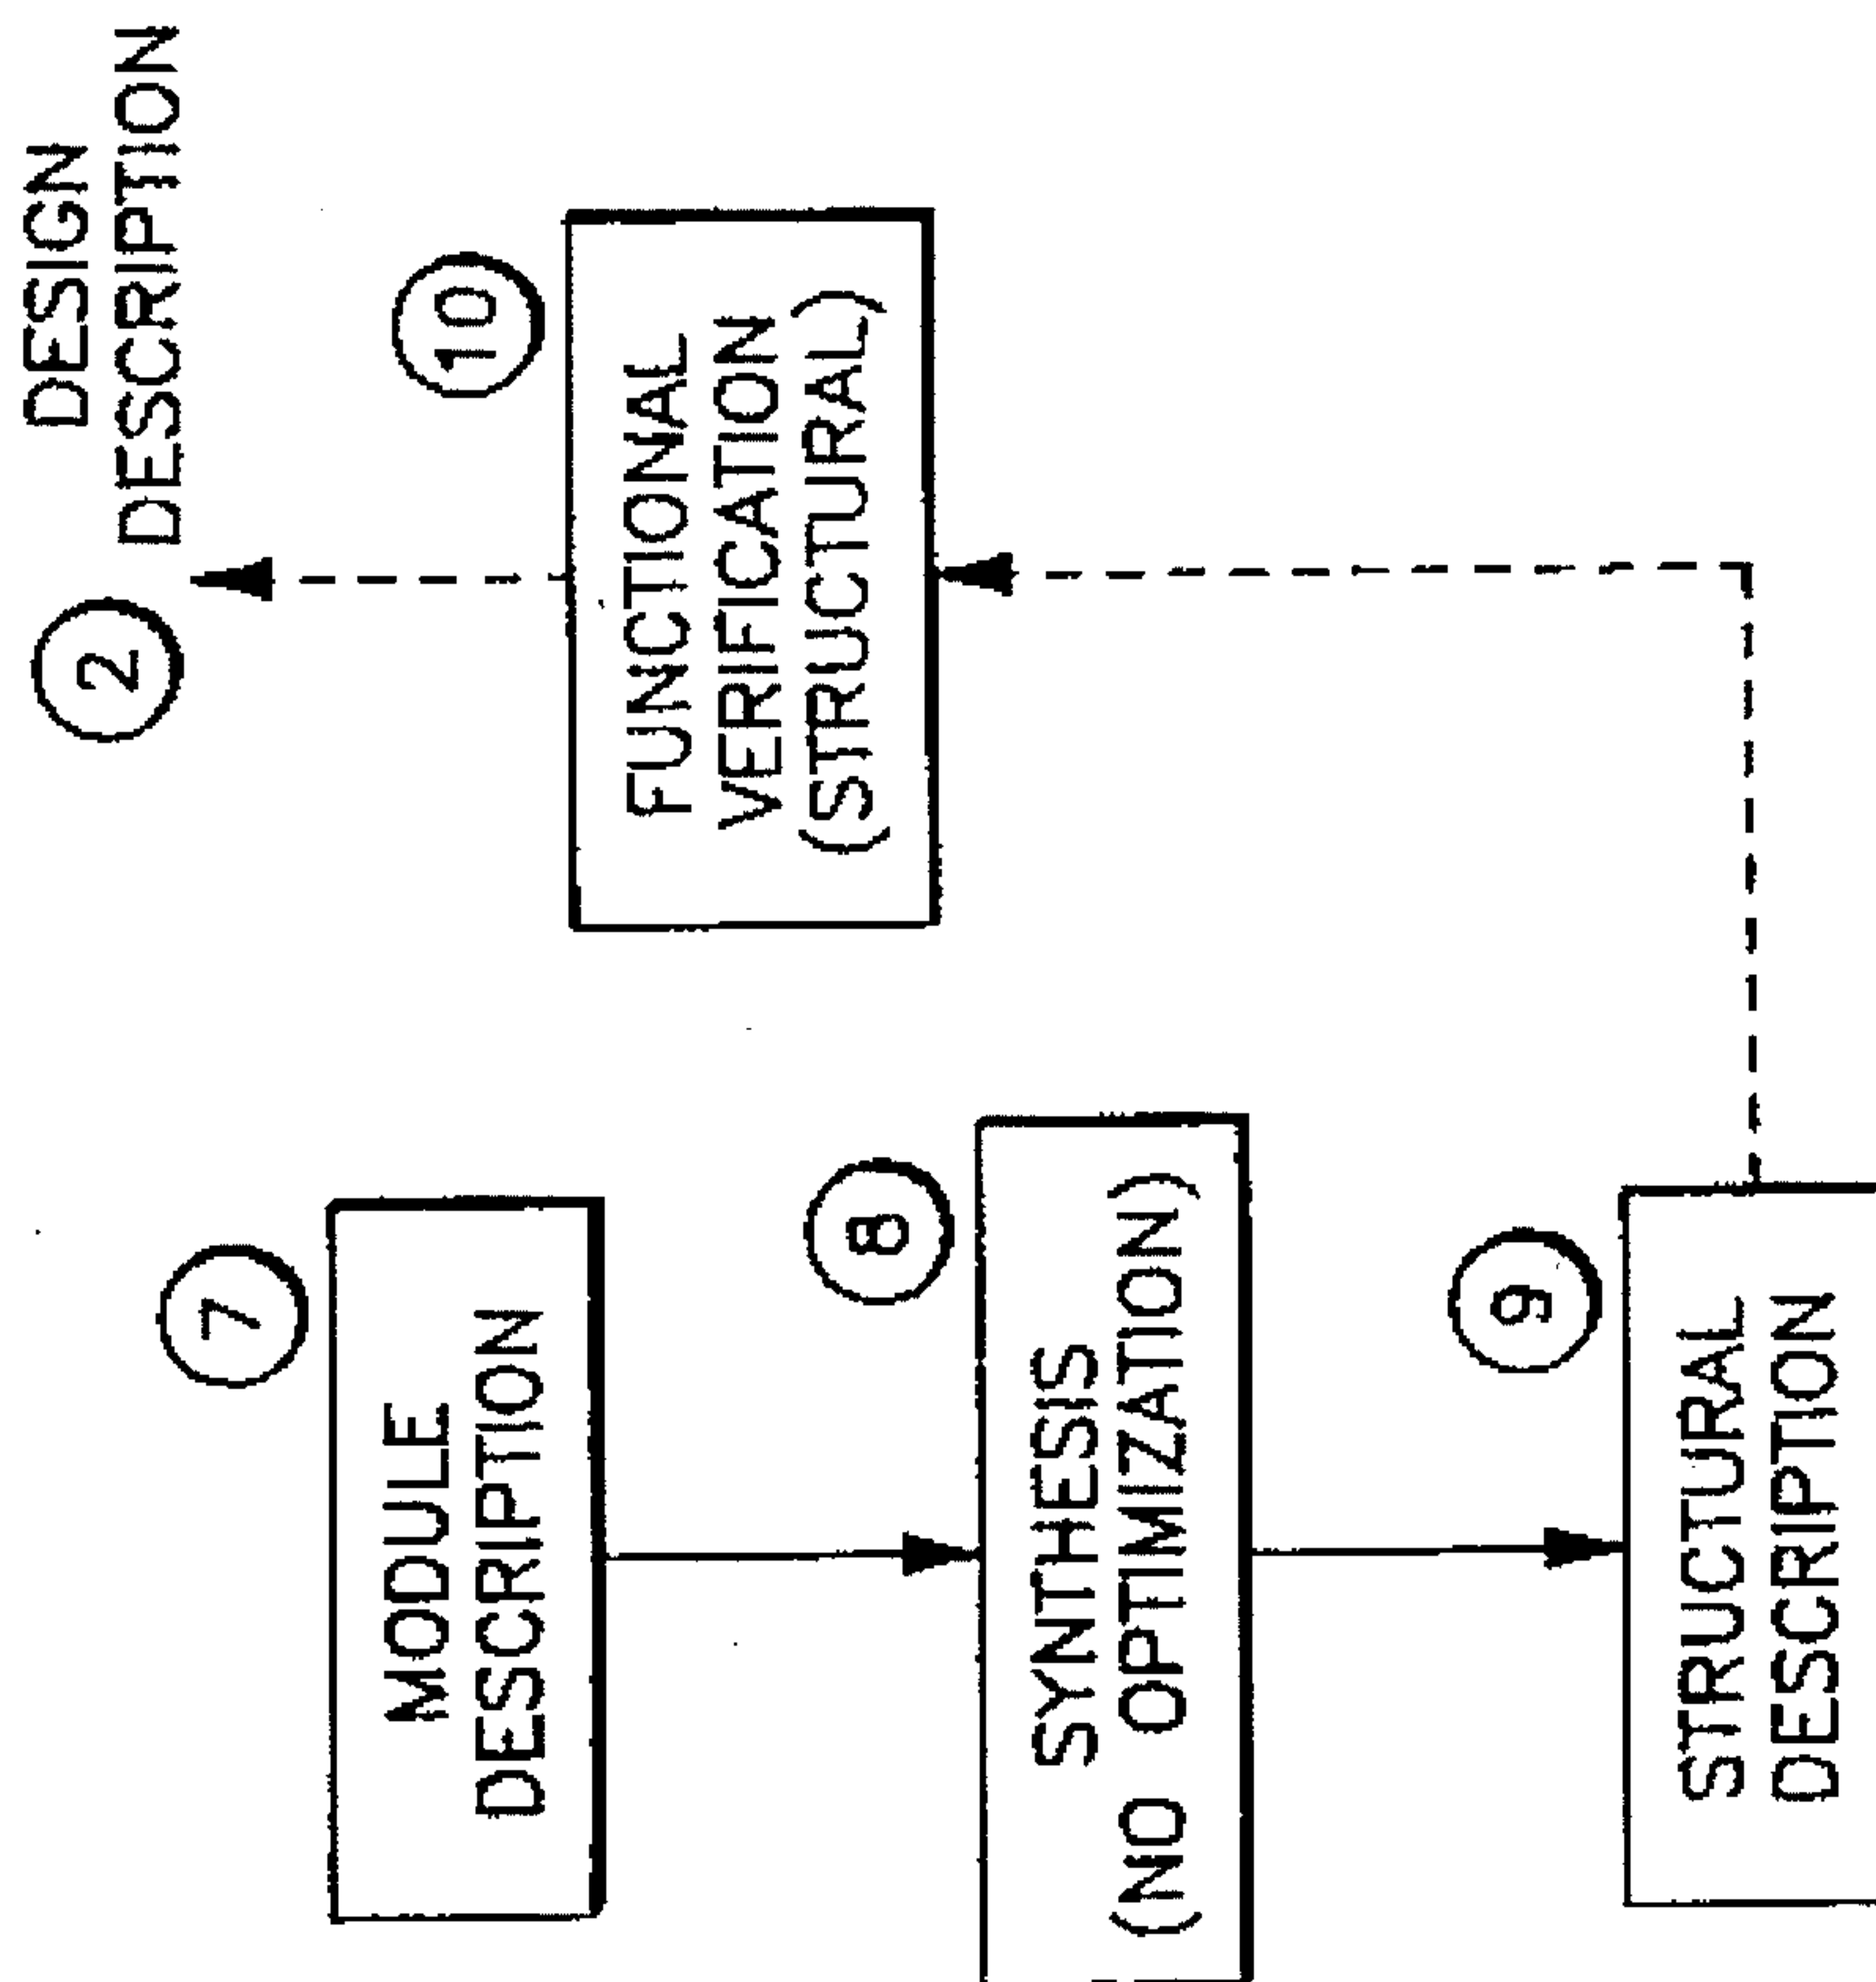 2
DESIGN
DESCRIPTION
10
FUNCTIONAL
VERIFICATION
(STRUCTURAL)
7
MODULE
DESCRIPTION
8
SYNTHESIS
(NO OPTIMIZATION)
9
STRUCTURAL
DESCRIPTION